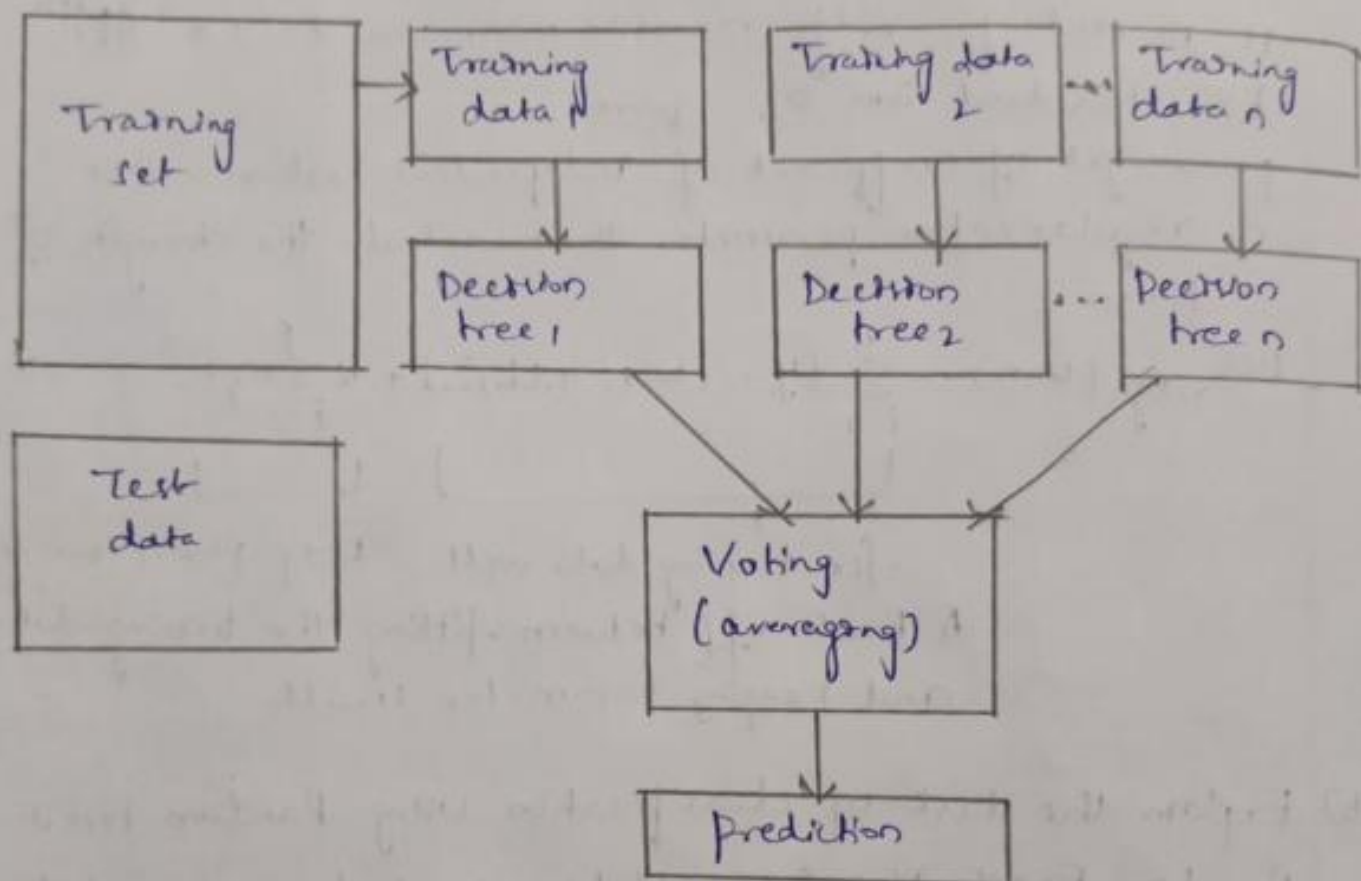 Training
set
Training
data 1
Training data
2
....
Training
data n
Decision
tree 1
Decision
tree 2
...
Decision
tree n
Test
data
Voting
(averaging)
prediction